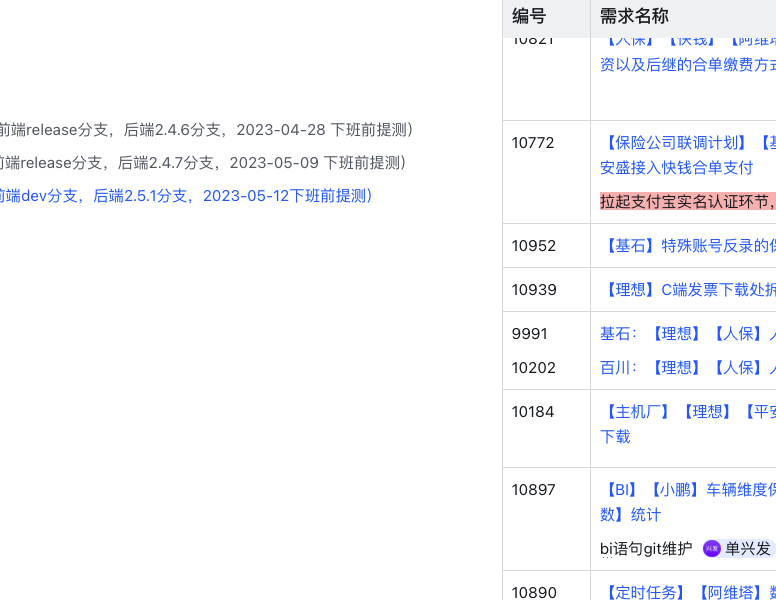 前端release分支，后端2.4.6分支，2023-04-28 下班前提测）
端release分支，后端2.4.7分支，2023-05-09 下班前提测）
端dev分支，后端2.5.1分支，2023-05-12下班前提测）
编号 需求名称
10821 【人保】【快钱】【阿维塔
资以及后继的合单缴费方式
10772 【保险公司联调计划】【基
安盛接入快钱合单支付
拉起支付宝实名认证环节，
10952 【基石】特殊账号反录的保
10939 【理想】C端发票下载处拆
9991 基石：【理想】【人保】人
10202 百川：【理想】【人保】人
10184 【主机厂】【理想】【平安
下载
10897 【BI】【小鹏】车辆维度保
数】统计
bi语句git维护 兴发 单兴发
10890 【定时任务】【阿维塔】数